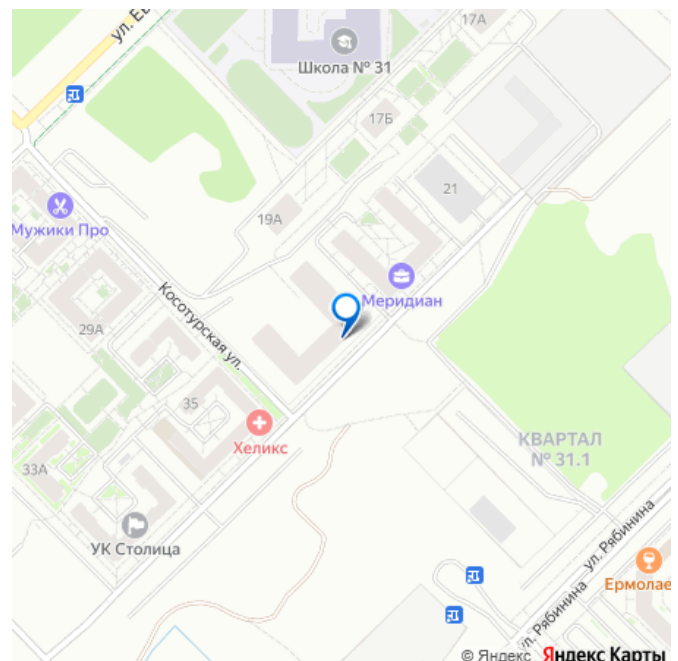 17А
ул. Ев
Школа № 31
17Б
21
19А
Мужики Про
Меридиан
Косотурская ул.
29А
35
Хеликс
КВАРТАЛ
№ 31.1
33А
УК Столица
ул. Рябинина
Ермолае
ул. Рябинина
© Яндекс Яндекс Карты